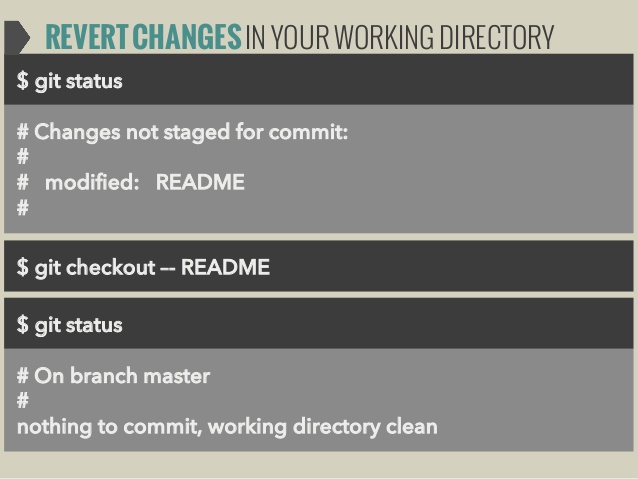 REVERT CHANGES IN YOUR WORKING DIRECTORY
$ git status
# Changes not staged for commit:
#
# modified: README
#
$ git checkout -- README
$ git status
# On branch master
#
nothing to commit, working directory clean